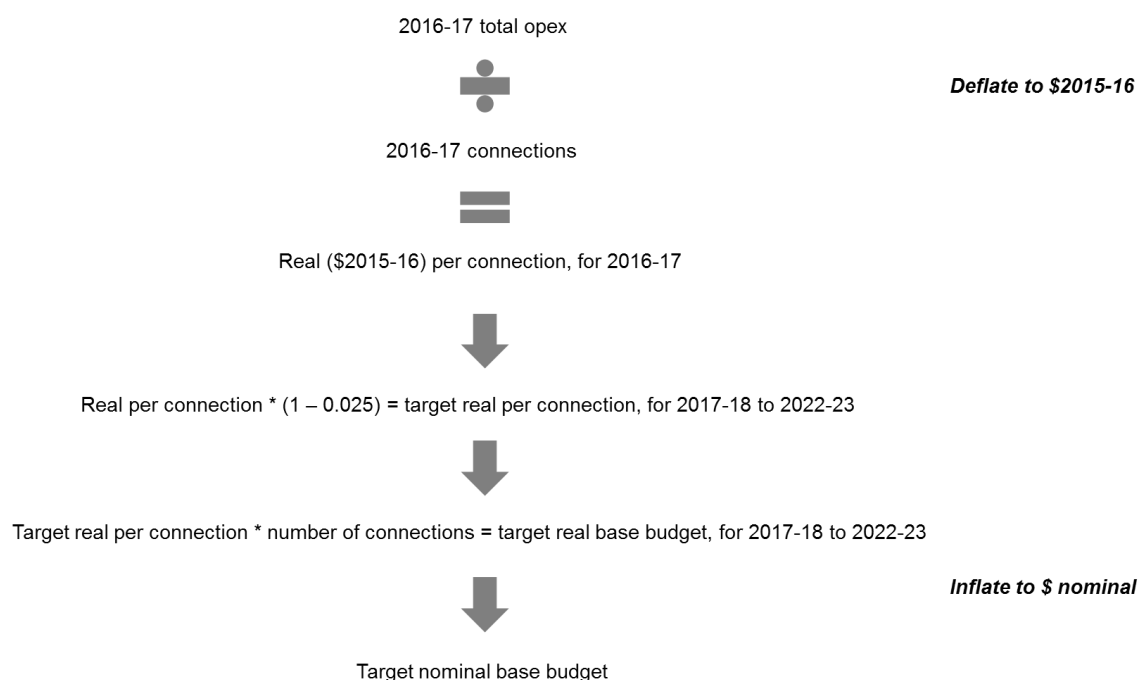 2016-17 total opex
Deflate to $2015-16
2016-17 connections
Real ($2015-16) per connection, for 2016-17
Real per connection * (1 – 0.025) = target real per connection, for 2017-18 to 2022-23
Target real per connection * number of connections = target real base budget, for 2017-18 to 2022-23
Inflate to $ nominal
Target nominal base budget